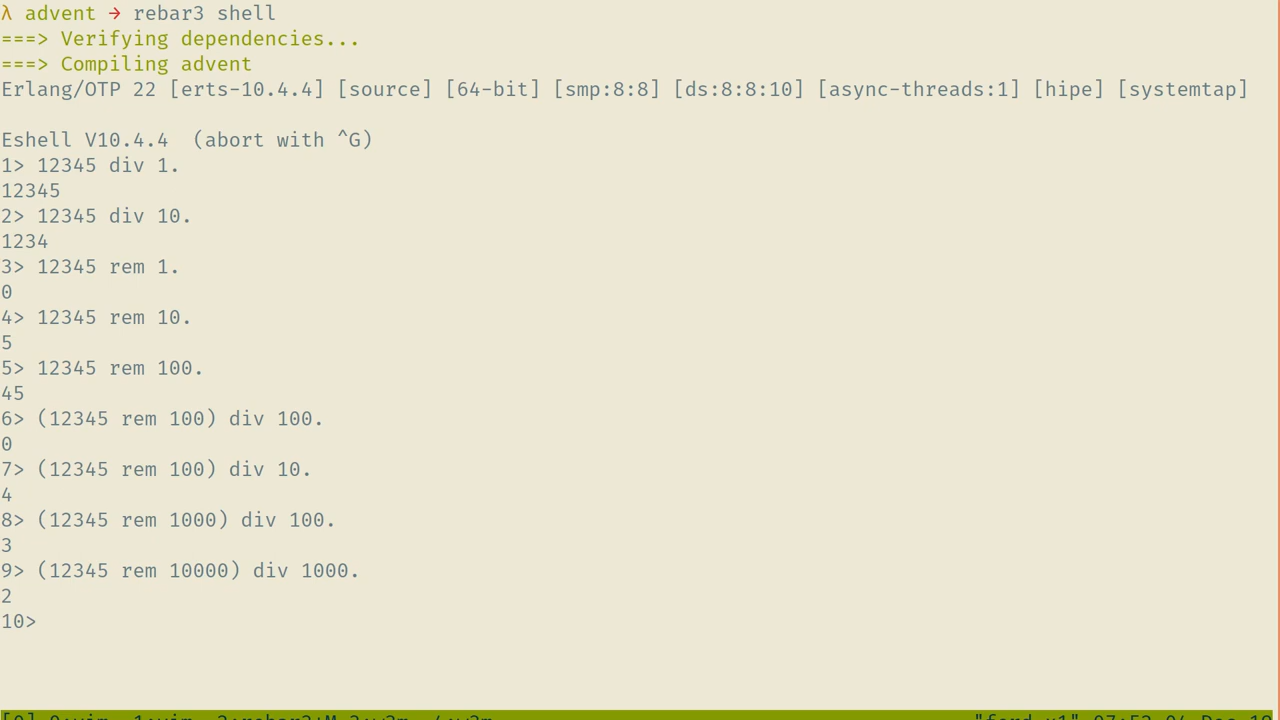 λ advent → rebar3 shell
===> Verifying dependencies...
===> Compiling advent
Erlang/OTP 22 [erts-10.4.4] [source] [64-bit] [smp:8:8] [ds:8:8:10] [async-threads:1] [hipe] [systemtap]
Eshell V10.4.4  (abort with ^G)
1> 12345 div 1.
12345
2> 12345 div 10.
1234
3> 12345 rem 1.
0
4> 12345 rem 10.
5
5> 12345 rem 100.
45
6> (12345 rem 100) div 100.
0
7> (12345 rem 100) div 10.
4
8> (12345 rem 1000) div 100.
3
9> (12345 rem 10000) div 1000.
2
10>